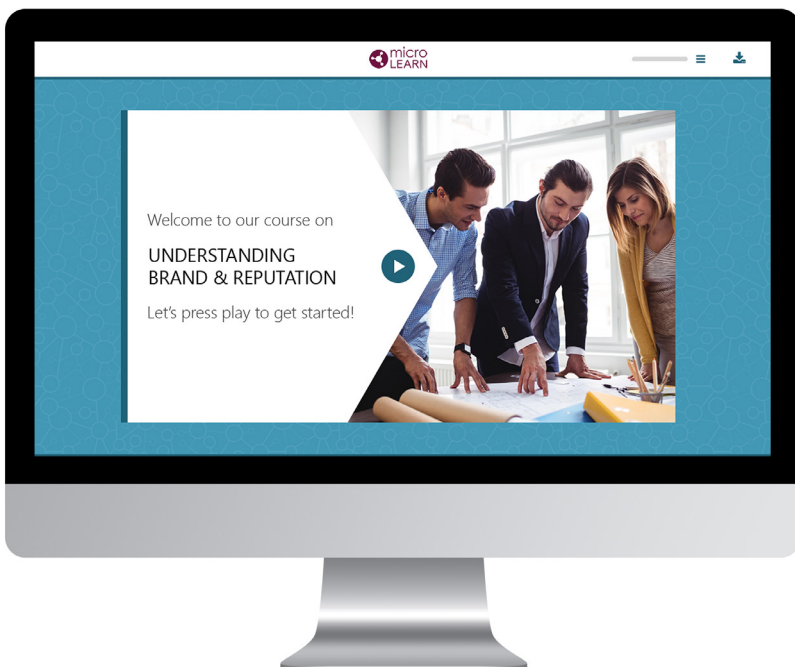 micro
LEARN
Welcome to our course on
UNDERSTANDING
BRAND & REPUTATION
Let's press play to get started!